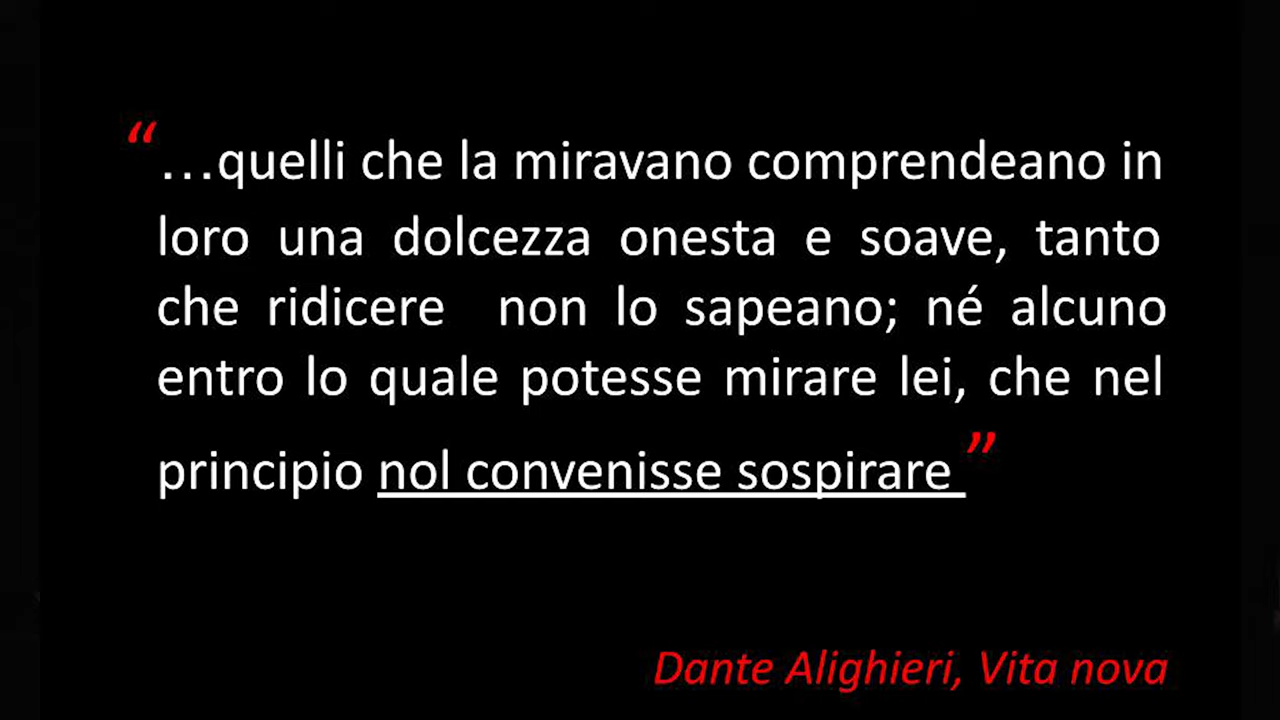 “…quelli che la miravano comprendeano in
loro una dolcezza onesta e soave, tanto
che ridicere non lo sapeano; né alcuno
entro lo quale potesse mirare lei, che nel
principio nol convenisse sospirare”
Dante Alighieri, Vita nova